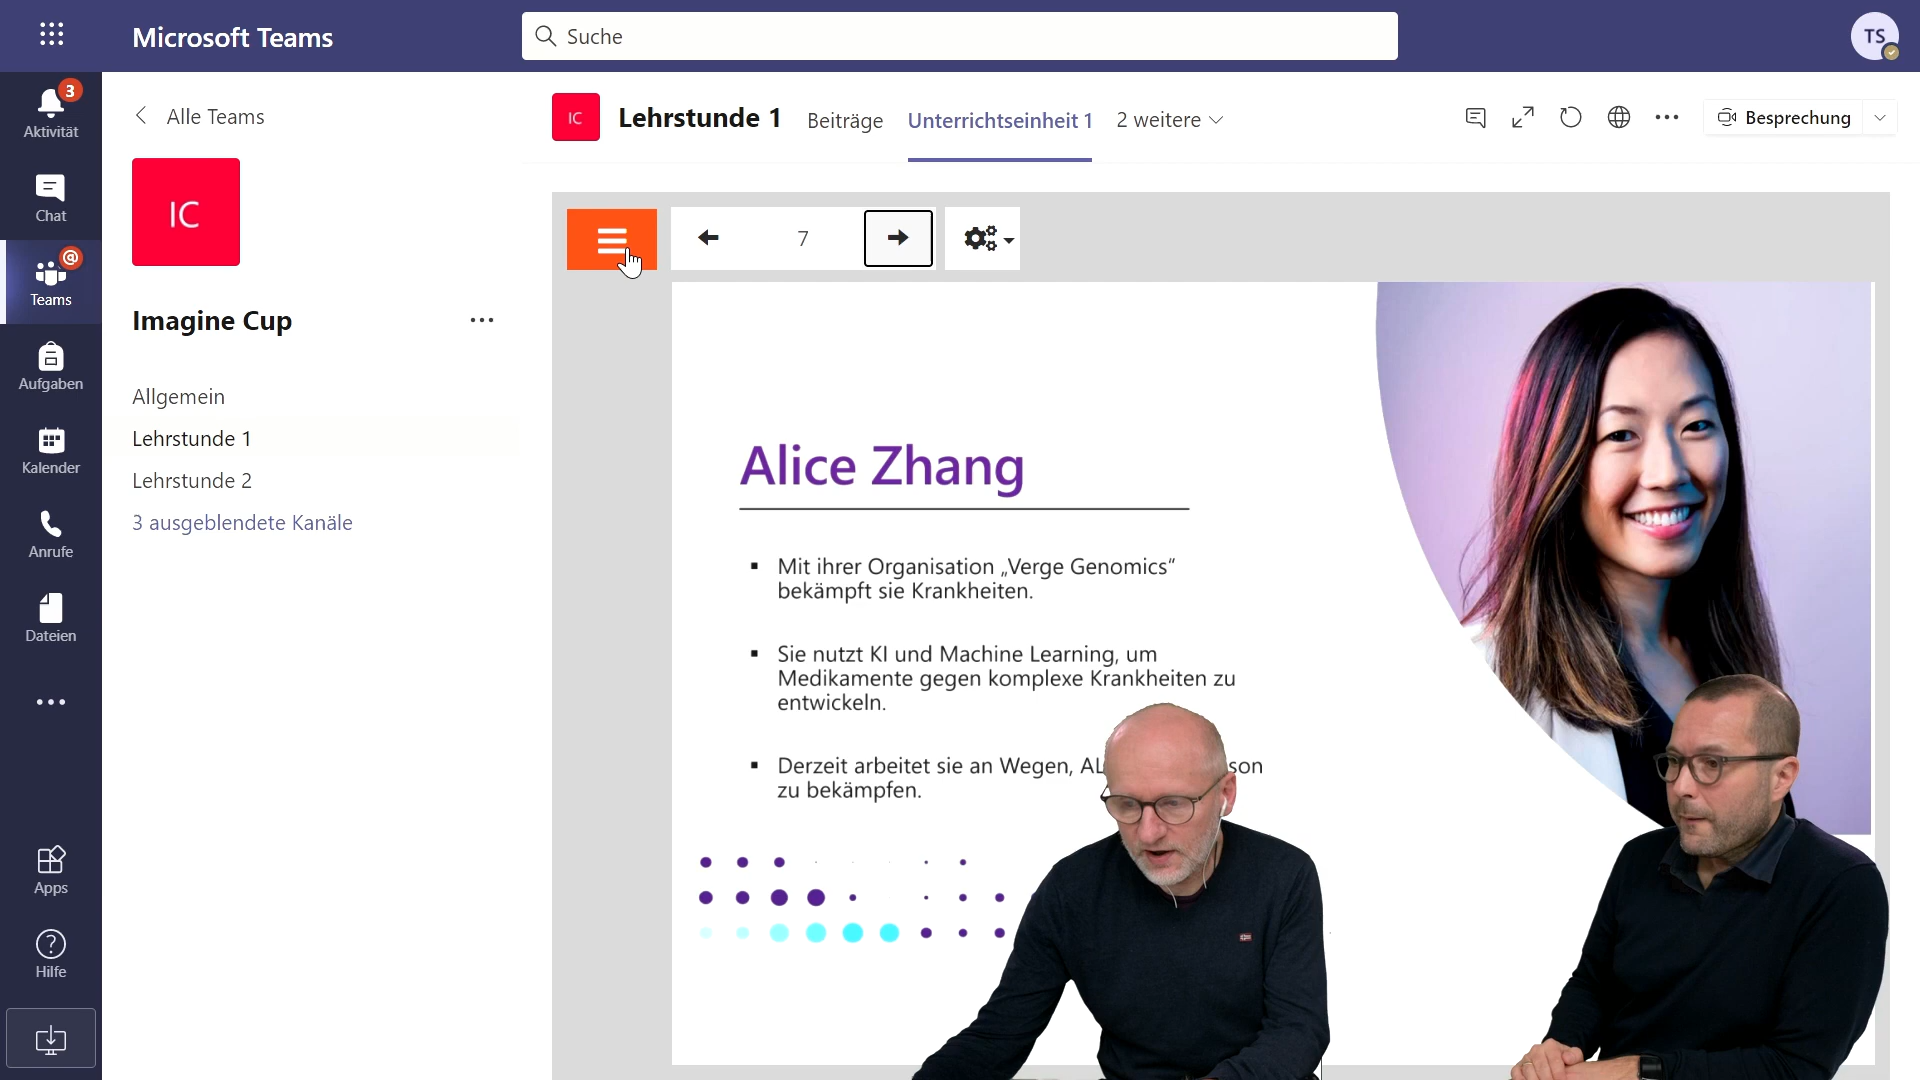 Microsoft Teams
Suche
TS
3
Aktivität
Chat
@
Teams
Aufgaben
Kalender
Anrufe
Dateien
Apps
Hilfe
Alle Teams
IC
Imagine Cup
Allgemein
Lehrstunde 1
Lehrstunde 2
3 ausgeblendete Kanäle
IC
Lehrstunde 1
Beiträge
Unterrichtseinheit 1
2 weitere
Besprechung
7
Alice Zhang
Mit ihrer Organisation „Verge Genomics“
bekämpft sie Krankheiten.
Sie nutzt KI und Machine Learning, um
Medikamente gegen komplexe Krankheiten zu
entwickeln.
Derzeit arbeitet sie an Wegen,
zu bekämpfen.